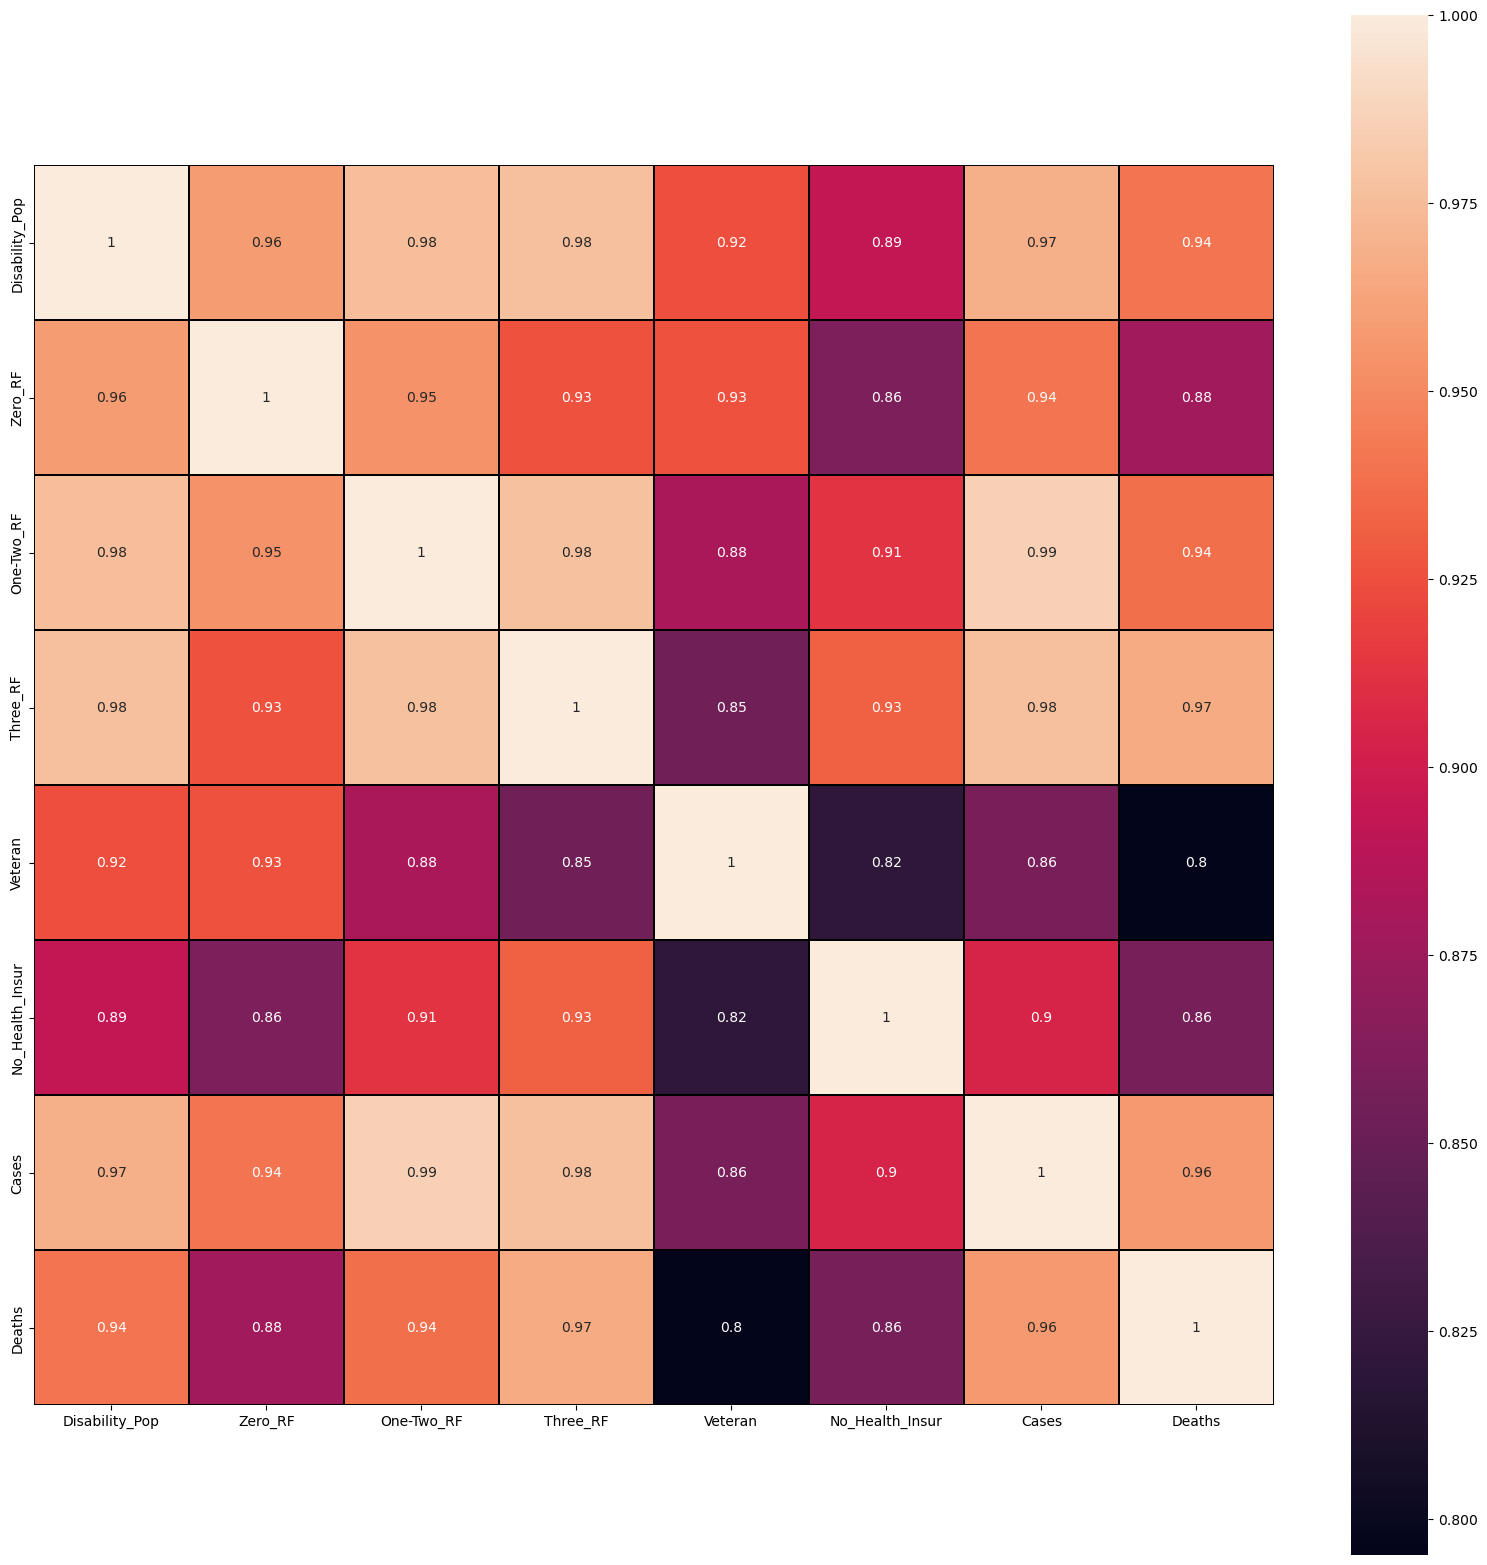 Disability_Pop 1 0.96 0.98 0.98 0.92 0.89 0.97 0.94
Zero_RF 0.96 1 0.95 0.93 0.93 0.86 0.94 0.88
One-Two_RF 0.98 0.95 1 0.98 0.88 0.91 0.99 0.94
Three_RF 0.98 0.93 0.98 1 0.85 0.93 0.98 0.97
Veteran 0.92 0.93 0.88 0.85 1 0.82 0.86 0.8
No_Health_Insur 0.89 0.86 0.91 0.93 0.82 1 0.9 0.86
Cases 0.97 0.94 0.99 0.98 0.86 0.9 1 0.96
Deaths 0.94 0.88 0.94 0.97 0.8 0.86 0.96 1
Disability_Pop Zero_RF One-Two_RF Three_RF Veteran No_Health_Insur Cases Deaths
1.000
0.975
0.950
0.925
0.900
0.875
0.850
0.825
0.800